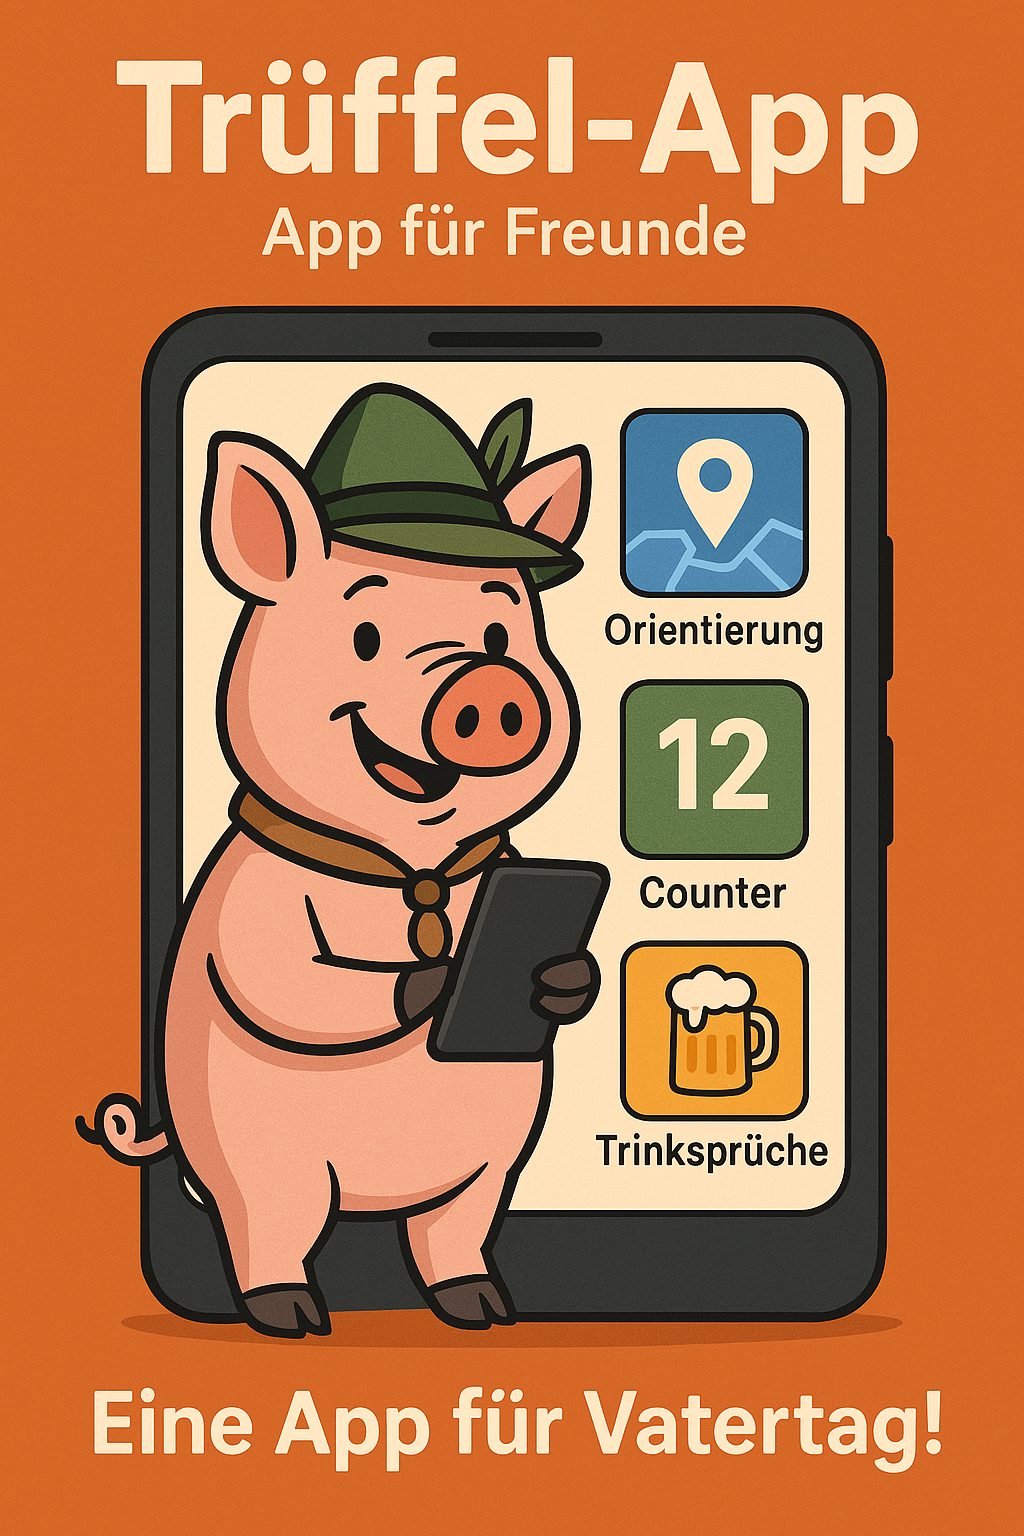 Trüffel-App
App für Freunde
Orientierung
12
Counter
Trinksprüche
Eine App für Vatertag!